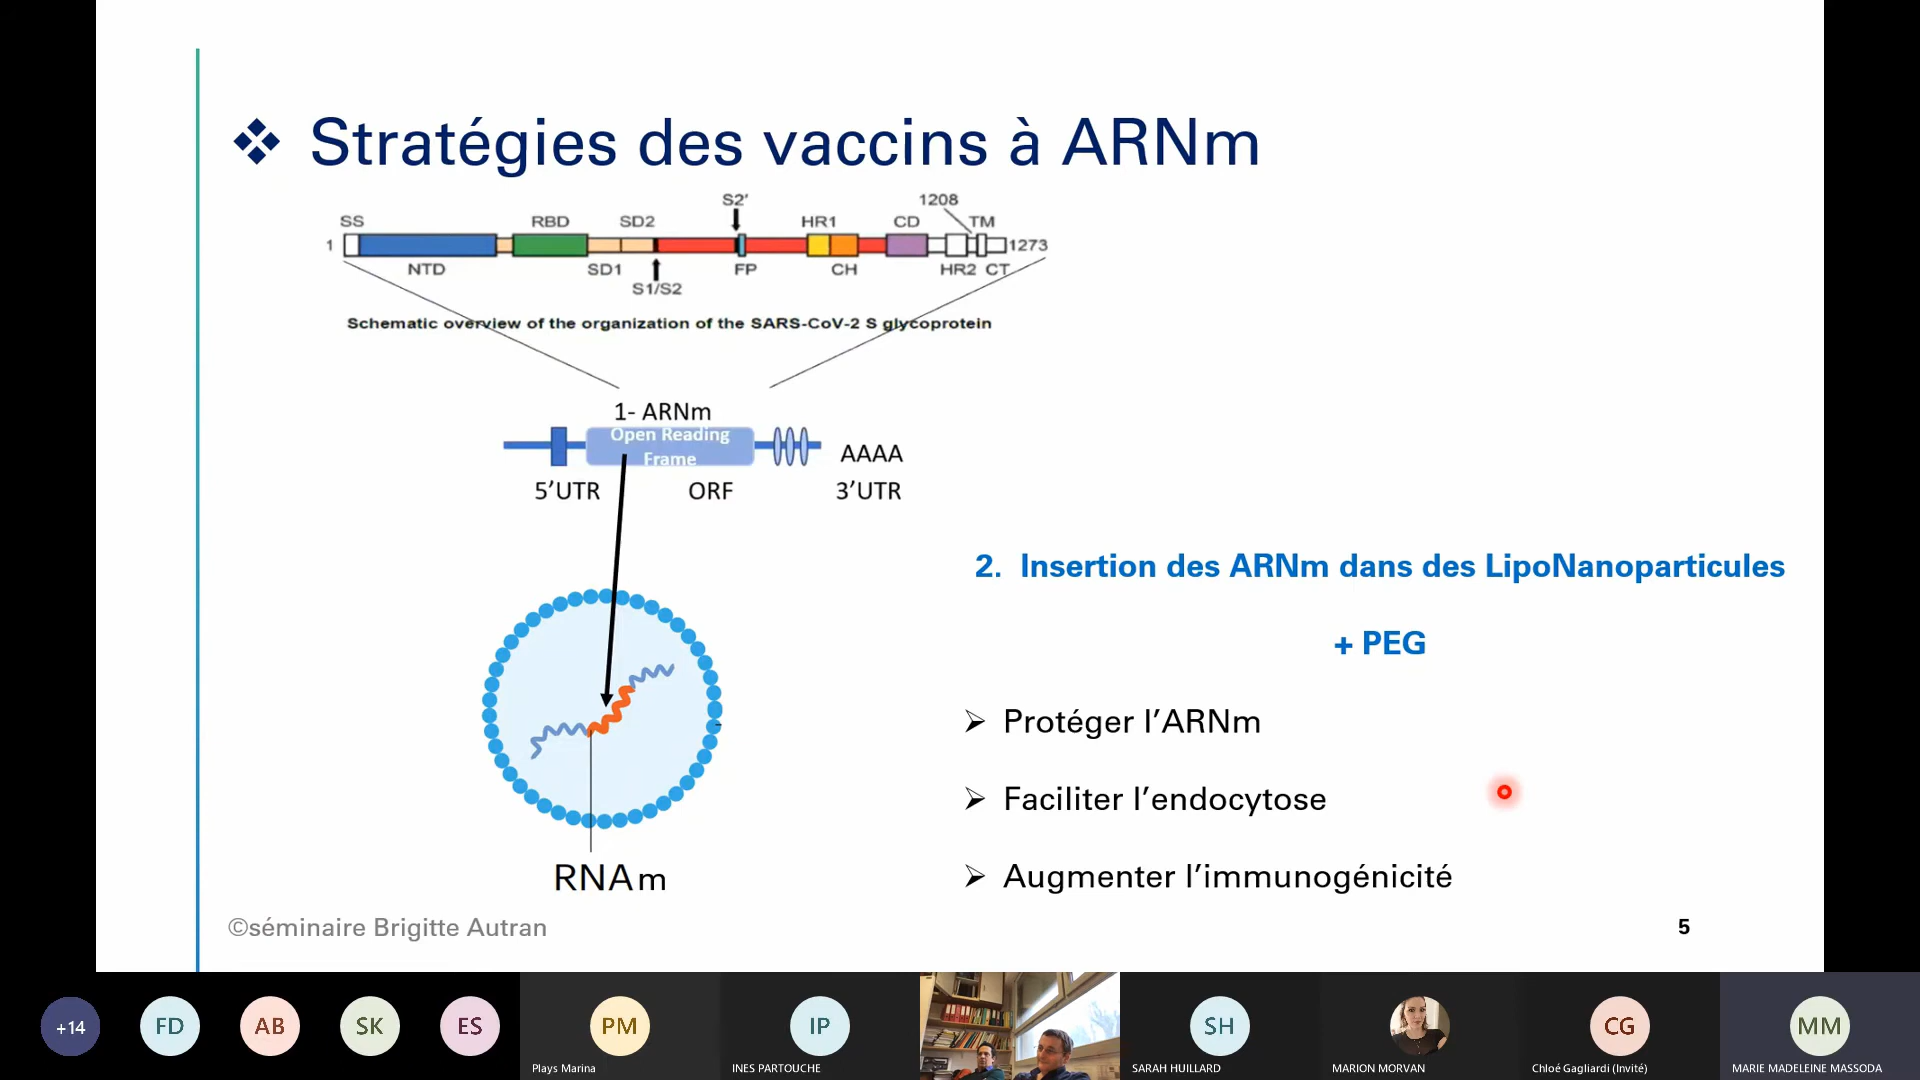 ❖ Stratégies des vaccins à ARNm
S2' 1208
SS RBD SD2 HR1 CD TM
1 1273
NTD SD1 FP CH HR2 CT
S1/S2
Schematic overview of the organization of the SARS-CoV-2 S glycoprotein
1- ARNm
Open Reading
Frame
AAAA
5’UTR ORF 3’UTR
2. Insertion des ARNm dans des LipoNanoparticules
+ PEG
➢ Protéger l’ARNm
➢ Faciliter l’endocytose
➢ Augmenter l’immunogénicité
RNAm
©séminaire Brigitte Autran
5
+14 FD AB SK ES PM IP SH CG MM
Plays Marina INES PARTOUCHE SARAH HUILLARD MARION MORVAN Chloé Gagliardi (Invité) MARIE MADELEINE MASSODA